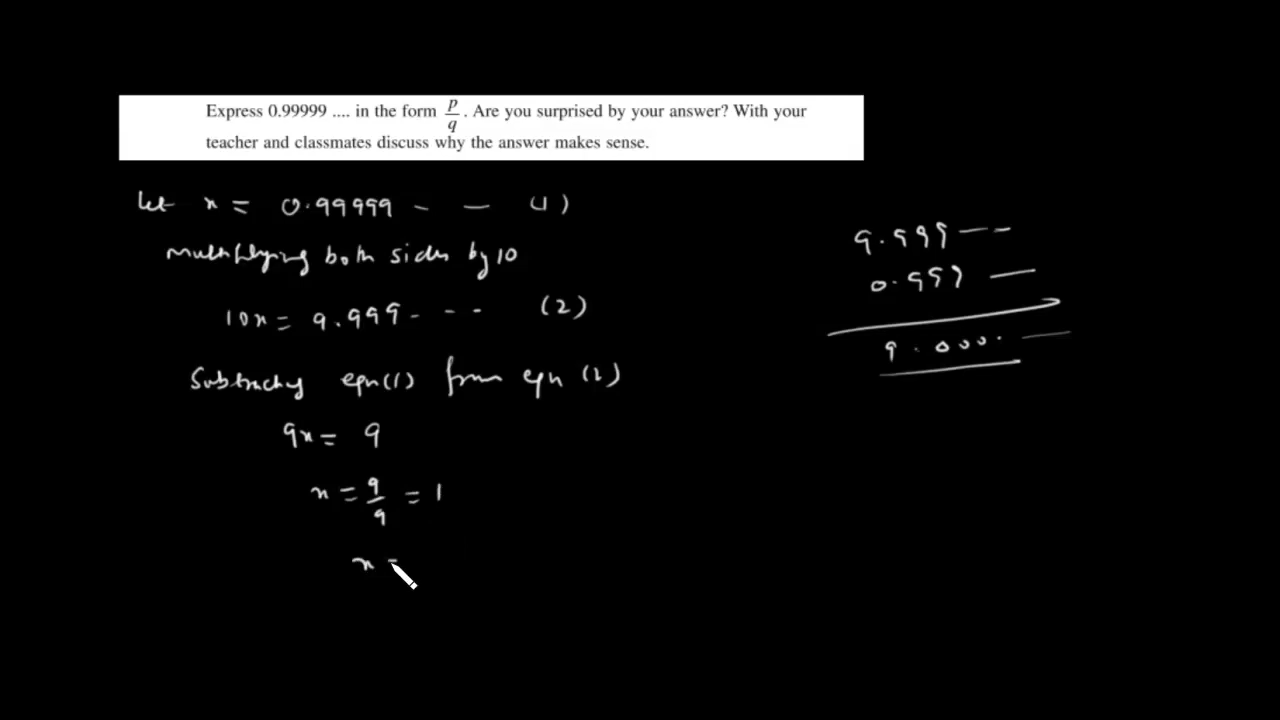 Express 0.99999 .... in the form p/q. Are you surprised by your answer? With your
teacher and classmates discuss why the answer makes sense.
Let x = 0.99999 - — (1)
Multiplying both sides by 10
10x = 9.999- - - (2)
Subtracting eqn(1) from eqn (2)
9x = 9
x = 9/9 = 1
x =
9.999 — -
0.999 —
9.000. —